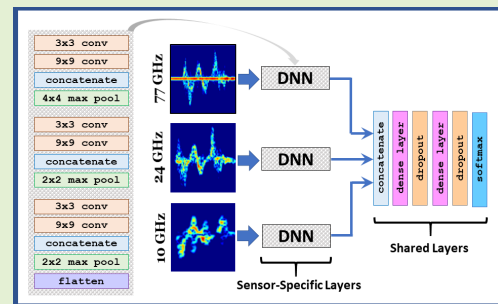 3x3 conv
9x9 conv
concatenate
4x4 max pool
3x3 conv
9x9 conv
concatenate
2x2 max pool
3x3 conv
9x9 conv
concatenate
2x2 max pool
flatten
77 GHz
DNN
24 GHz
DNN
10 GHz
DNN
Sensor-Specific Layers
concatenate
dense layer
dropout
dense layer
dropout
softmax
Shared Layers